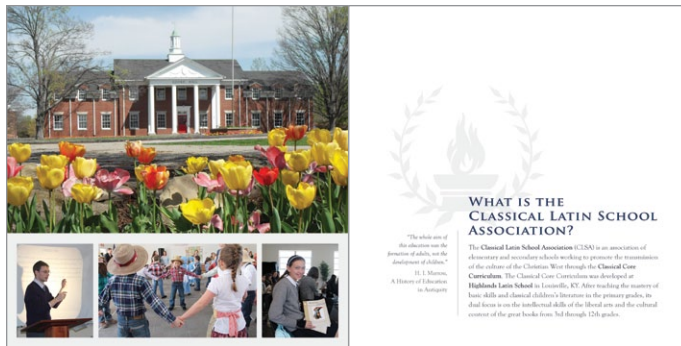 WHAT IS THE
CLASSICAL LATIN SCHOOL
ASSOCIATION?
"The whole aim of
this education was the
formation of adults, not the
development of children."
H. I. Marrou,
A History of Education
in Antiquity
The Classical Latin School Association (CLSA) is an association of
elementary and secondary schools working to promote the transmission
of the culture of the Christian West through the Classical Core
Curriculum. The Classical Core Curriculum was developed at
Highlands Latin School in Louisville, KY. After teaching the mastery of
basic skills and classical children's literature in the primary grades, its
dual focus is on the intellectual skills of the liberal arts and the cultural
content of the great books from 3rd through 12th grades.